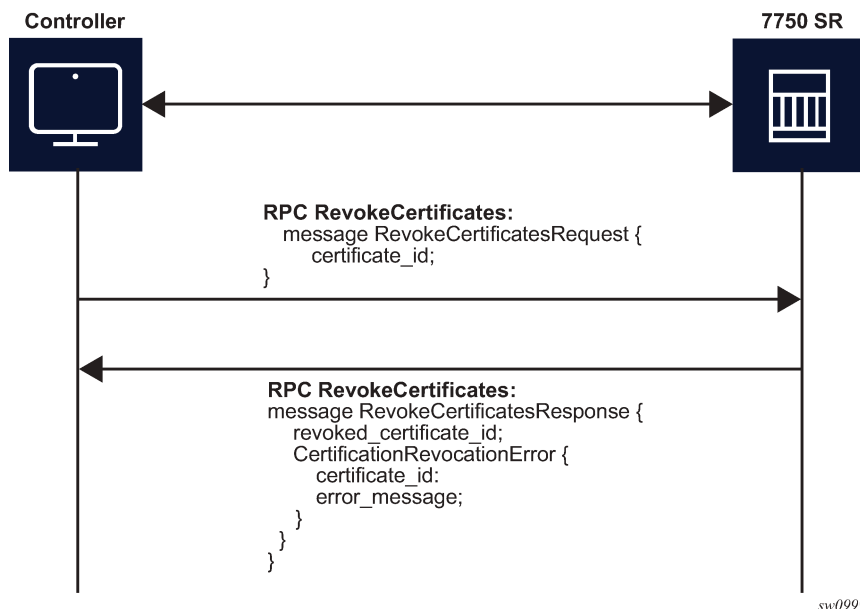 Controller
7750 SR
RPC RevokeCertificates:
message RevokeCertificatesRequest {
certificate_id;
}
RPC RevokeCertificates:
message RevokeCertificatesResponse {
revoked_certificate_id;
CertificationRevocationError {
certificate_id:
error_message;
}
}
}
sw099